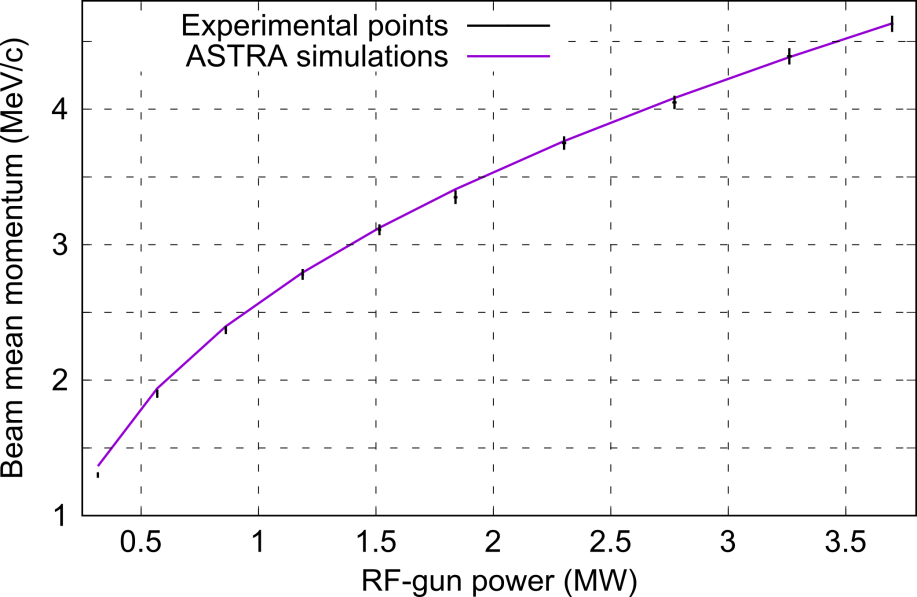 Experimental points
ASTRA simulations
Beam mean momentum (MeV/c)
4
3
2
1
0.5 1 1.5 2 2.5 3 3.5
RF-gun power (MW)